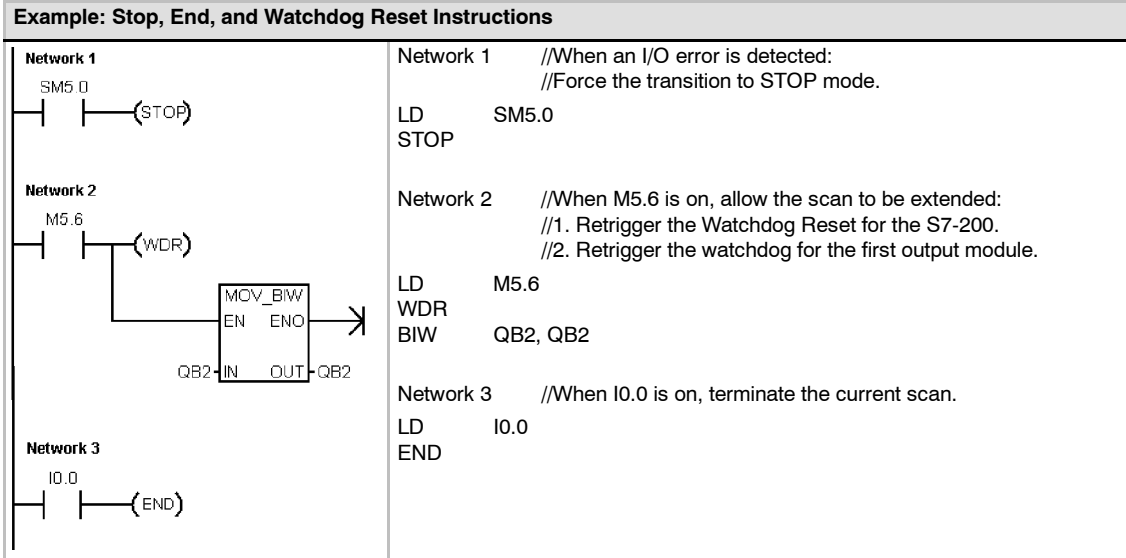 Example: Stop, End, and Watchdog Reset Instructions
Network 1
SM5.0
STOP
Network 2
M5.6
WDR
MOV_BIW
EN ENO
QB2 IN OUT QB2
Network 3
I0.0
END
Network 1 //When an I/O error is detected:
//Force the transition to STOP mode.
LD SM5.0
STOP
Network 2 //When M5.6 is on, allow the scan to be extended:
//1. Retrigger the Watchdog Reset for the S7-200.
//2. Retrigger the watchdog for the first output module.
LD M5.6
WDR
BIW QB2, QB2
Network 3 //When I0.0 is on, terminate the current scan.
LD I0.0
END